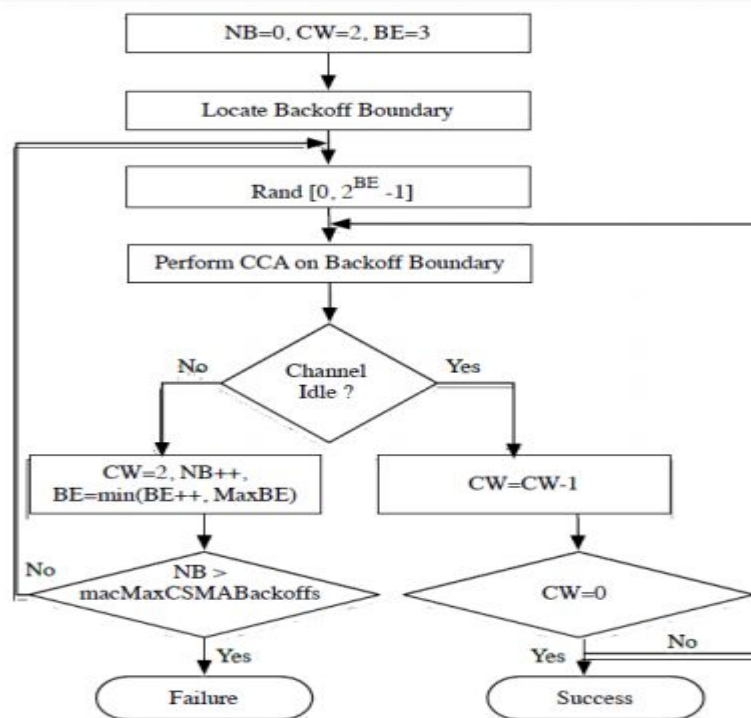 NB=0, CW=2, BE=3
Locate Backoff Boundary
Rand [0, 2^BE -1]
Perform CCA on Backoff Boundary
No
Yes
Channel
Idle ?
CW=2, NB++,
BE=min(BE++, MaxBE)
CW=CW-1
No
NB >
macMaxCSMABackoffs
CW=0
No
Yes
Yes
Failure
Success